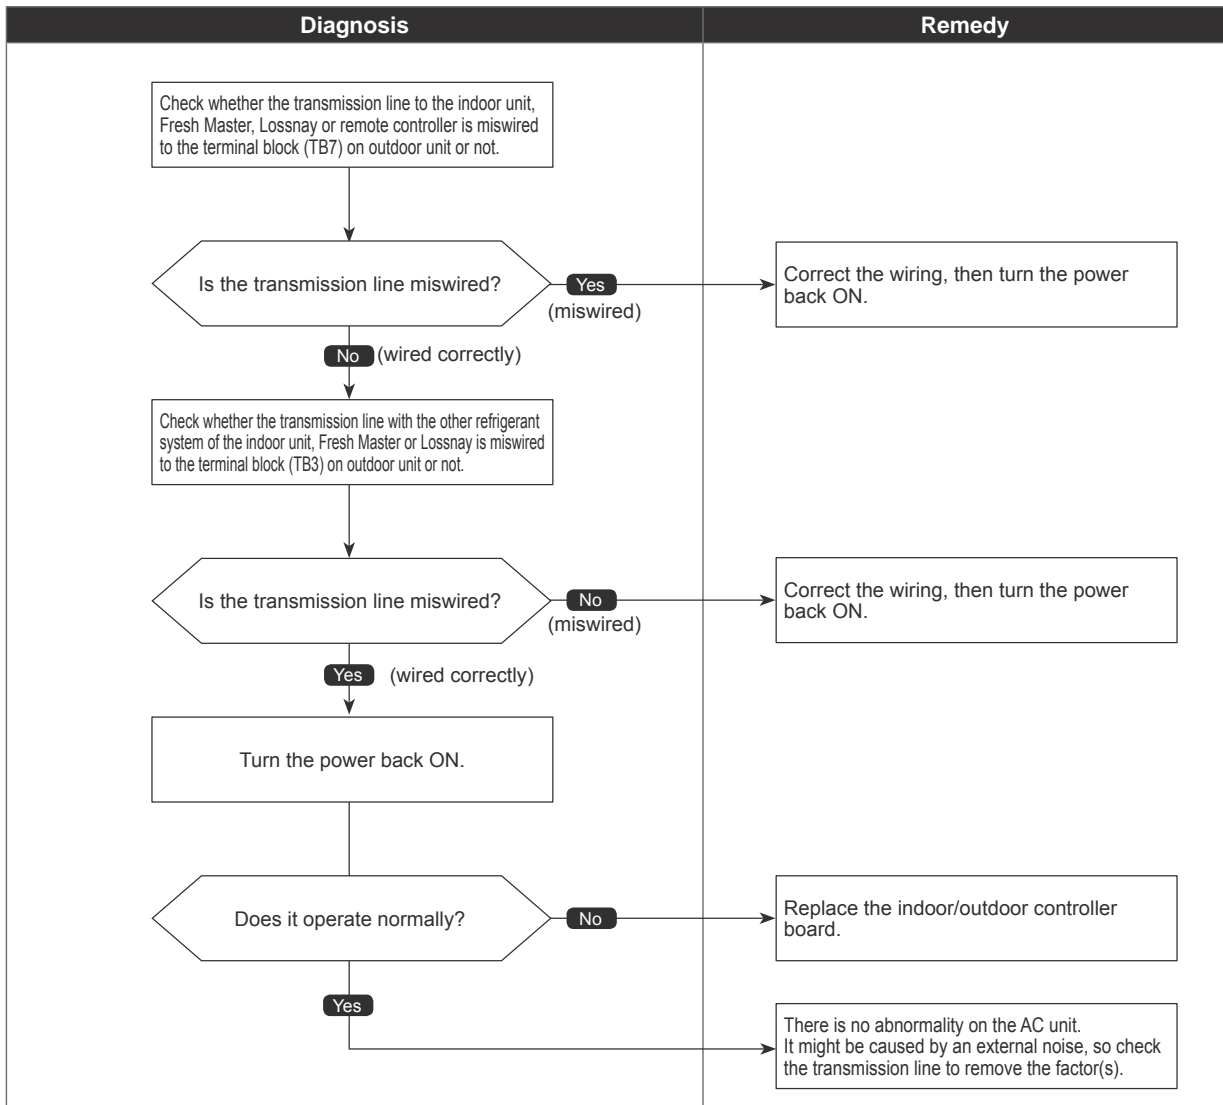 Diagnosis
Remedy
Check whether the transmission line to the indoor unit,
Fresh Master, Lossnay or remote controller is miswired
to the terminal block (TB7) on outdoor unit or not.
Is the transmission line miswired?
Yes
(miswired)
Correct the wiring, then turn the power
back ON.
No (wired correctly)
Check whether the transmission line with the other refrigerant
system of the indoor unit, Fresh Master or Lossnay is miswired
to the terminal block (TB3) on outdoor unit or not.
Is the transmission line miswired?
No
(miswired)
Correct the wiring, then turn the power
back ON.
Yes (wired correctly)
Turn the power back ON.
Does it operate normally?
No
Replace the indoor/outdoor controller
board.
Yes
There is no abnormality on the AC unit.
It might be caused by an external noise, so check
the transmission line to remove the factor(s).